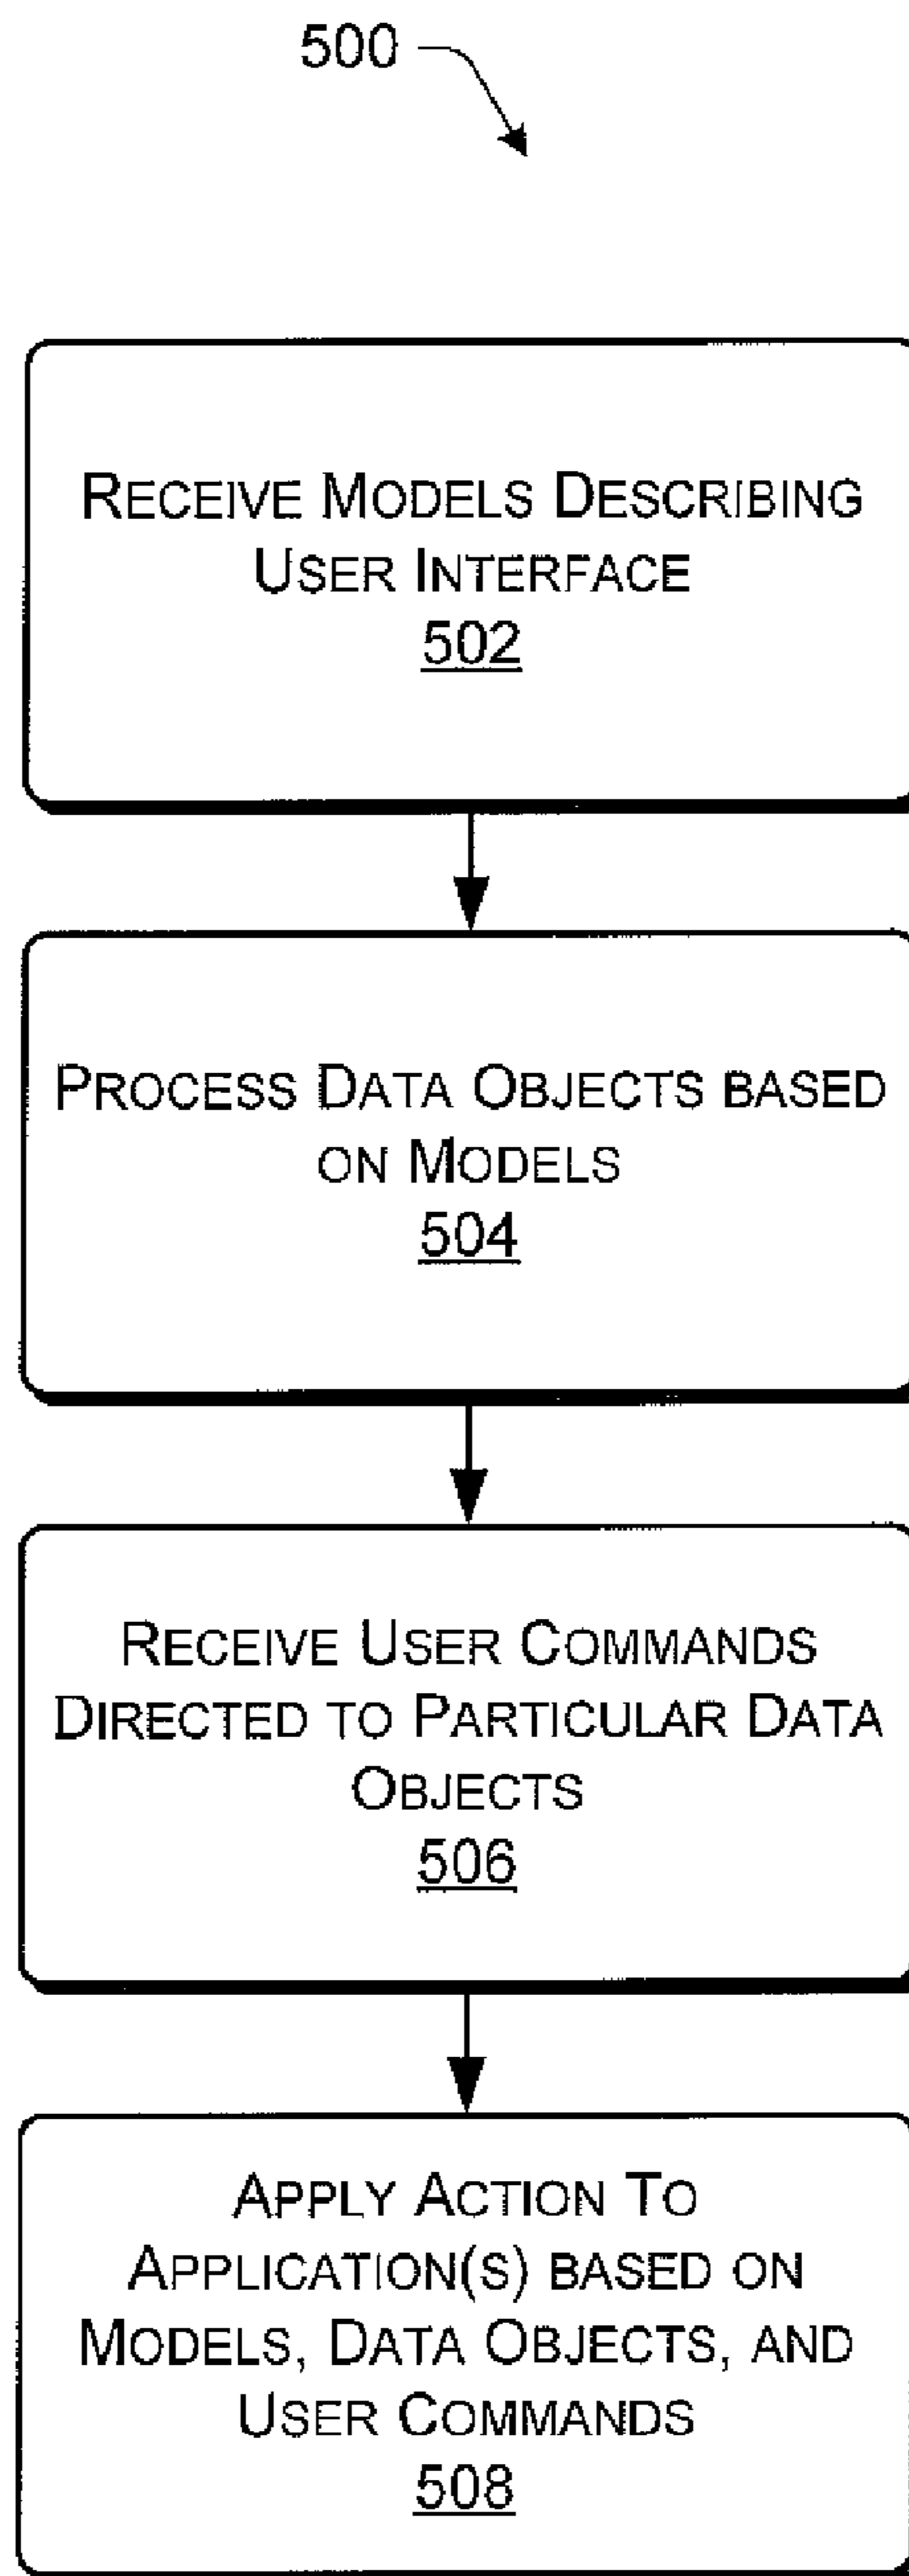 500
RECEIVE MODELS DESCRIBING
USER INTERFACE
502
PROCESS DATA OBJECTS BASED
ON MODELS
504
RECEIVE USER COMMANDS
DIRECTED TO PARTICULAR DATA
OBJECTS
506
APPLY ACTION TO
APPLICATION(S) BASED ON
MODELS, DATA OBJECTS, AND
USER COMMANDS
508